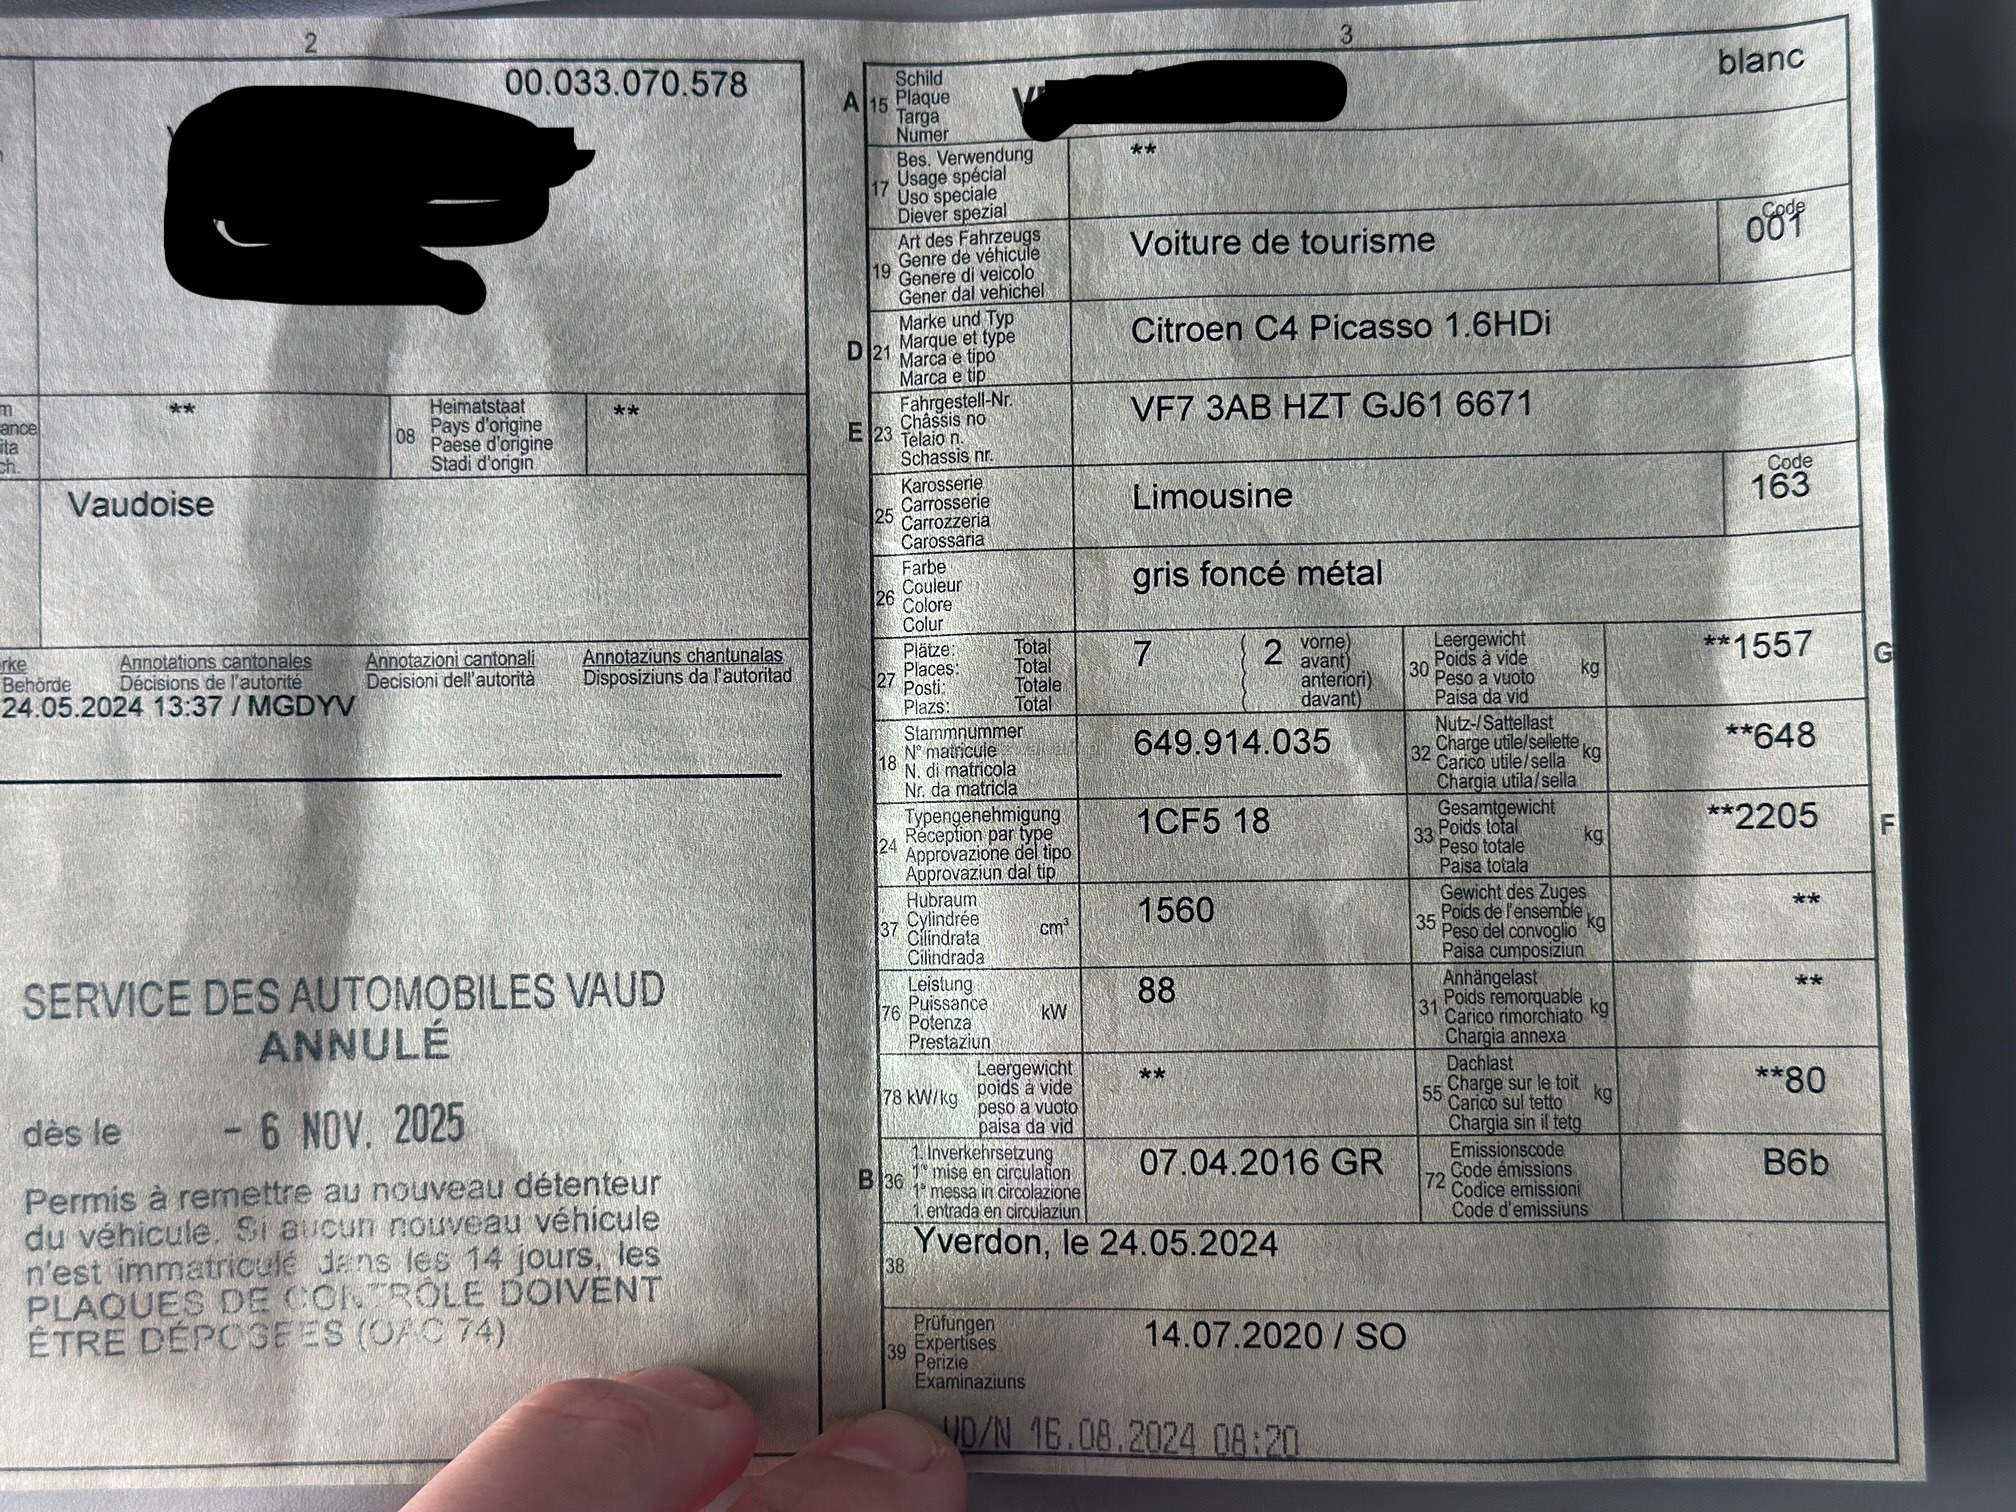 2
00.033.070.578
**
08
Heimatstaat
Pays d'origine
Paese d'origine
Stadi d'origin
**
Vaudoise
Behörde
Annotations cantonales
Décisions de l'autorité
Annotazioni cantonali
Decisioni dell'autorità
Annotaziuns chantunalas
Disposiziuns da l'autoritad
24.05.2024 13:37 / MGDYV
SERVICE DES AUTOMOBILES VAUD
ANNULÉ
dès le - 6 NOV. 2025
Permis à remettre au nouveau détenteur
du véhicule. Si aucun nouveau véhicule
n'est immatriculé dans les 14 jours, les
PLAQUES DE CONTRÔLE DOIVENT
ÊTRE DÉPOSÉES (OAC 74)
3
A 15
Schild
Plaque
Targa
Numer
blanc
17
Bes. Verwendung
Usage spécial
Uso speciale
Diever spezial
**
19
Art des Fahrzeugs
Genre de véhicule
Genere di veicolo
Gener dal vehichel
Voiture de tourisme
Code
001
D 21
Marke und Typ
Marque et type
Marca e tipo
Marca e tip
Citroen C4 Picasso 1.6HDi
E 23
Fahrgestell-Nr.
Châssis no
Telaio n.
Schassis nr.
VF7 3AB HZT GJ61 6671
25
Karosserie
Carrosserie
Carrozzeria
Carossaria
Limousine
Code
163
26
Farbe
Couleur
Colore
Colur
gris foncé métal
27
Plätze: Total
Places: Total
Posti: Totale
Plazs: Total
7
2
vorne)
avant)
anteriori)
davant)
30
Leergewicht
Poids à vide
Peso a vuoto
Paisa da vid
kg
**1557
G
18
Stammnummer
N° matricule
N. di matricola
Nr. da matricla
649.914.035
32
Nutz-/Sattellast
Charge utile/sellette
Carico utile/sella
Chargia utila/sella
kg
**648
24
Typengenehmigung
Réception par type
Approvazione del tipo
Approvaziun dal tip
1CF5 18
33
Gesamtgewicht
Poids total
Peso totale
Paisa totala
kg
**2205
F
37
Hubraum
Cylindrée
Cilindrata
Cilindrada
cm³
1560
35
Gewicht des Zuges
Poids de l'ensemble
Peso del convoglio
Paisa cumposiziun
kg
**
76
Leistung
Puissance
Potenza
Prestaziun
kW
88
31
Anhängelast
Poids remorquable
Carico rimorchiato
Chargia annexa
kg
**
78 kW/kg
Leergewicht
poids à vide
peso a vuoto
paisa da vid
**
55
Dachlast
Charge sur le toit
Carico sul tetto
Chargia sin il tetg
kg
**80
B 36
1. Inverkehrsetzung
1re mise en circulation
1a messa in circolazione
1. entrada en circulaziun
07.04.2016 GR
72
Emissionscode
Code émissions
Codice emissioni
Code d'emissiuns
B6b
38
Yverdon, le 24.05.2024
39
Prüfungen
Expertises
Perizie
Examinaziuns
14.07.2020 / SO
VD/N 16.08.2024 08:20